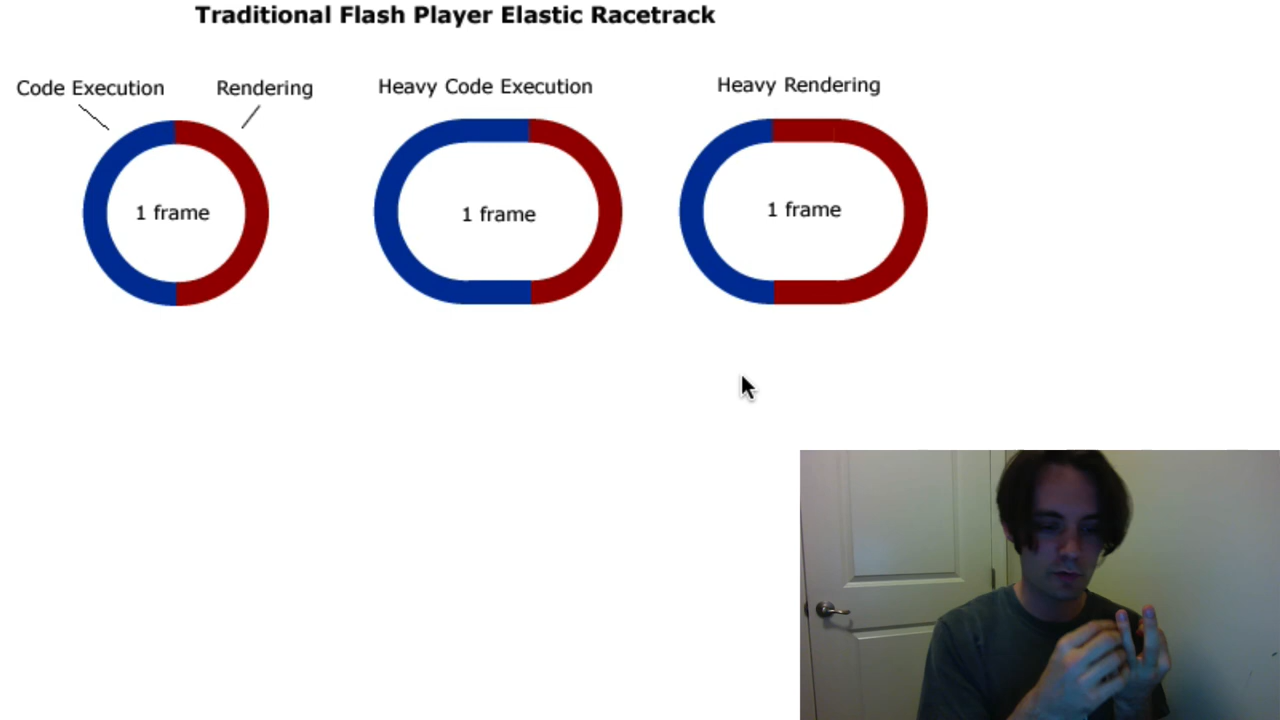 Traditional Flash Player Elastic Racetrack
Code Execution
Rendering
Heavy Code Execution
Heavy Rendering
1 frame
1 frame
1 frame